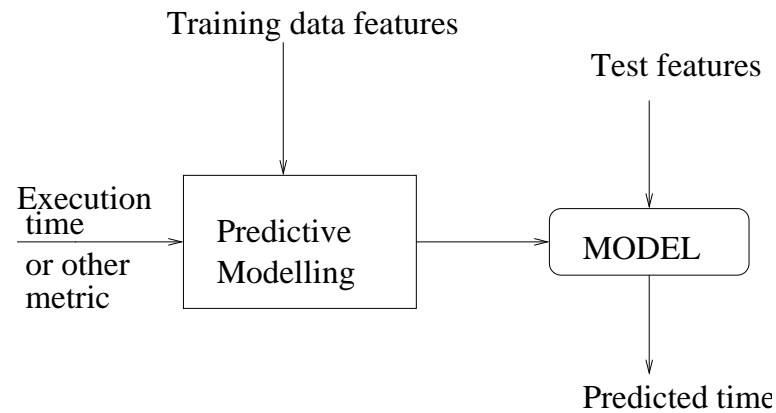 Training data features
Test features
Execution
time
or other
metric
Predictive
Modelling
MODEL
Predicted time